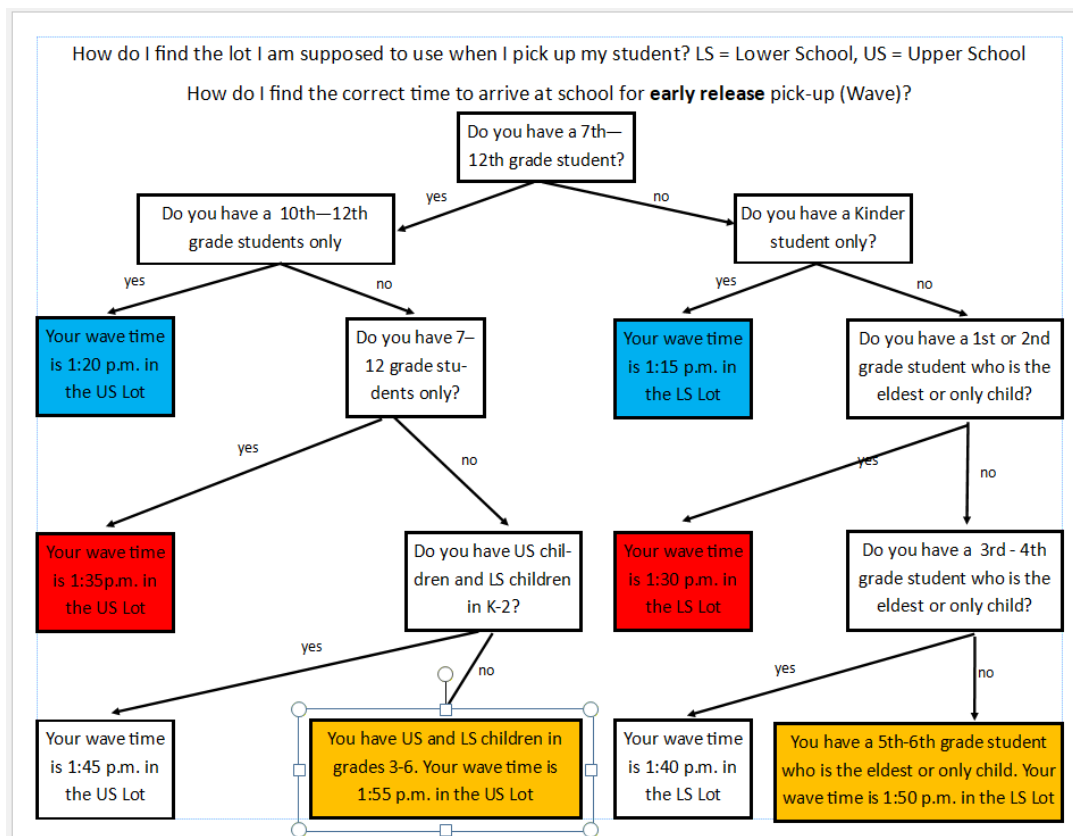 How do I find the lot I am supposed to use when I pick up my student? LS = Lower School, US = Upper School
How do I find the correct time to arrive at school for early release pick-up (Wave)?
Do you have a 7th—
12th grade student?
yes
no
Do you have a 10th—12th
grade students only
Do you have a Kinder
student only?
yes
no
yes
no
Your wave time
is 1:20 p.m. in
the US Lot
Do you have 7–
12 grade stu-
dents only?
Your wave time
is 1:15 p.m. in
the LS Lot
Do you have a 1st or 2nd
grade student who is the
eldest or only child?
yes
no
yes
no
Your wave time
is 1:35p.m. in
the US Lot
Do you have US chil-
dren and LS children
in K-2?
Your wave time
is 1:30 p.m. in
the LS Lot
Do you have a 3rd - 4th
grade student who is the
eldest or only child?
yes
no
yes
no
Your wave time
is 1:45 p.m. in
the US Lot
You have US and LS children in
grades 3-6. Your wave time is
1:55 p.m. in the US Lot
Your wave time
is 1:40 p.m. in
the LS Lot
You have a 5th-6th grade student
who is the eldest or only child. Your
wave time is 1:50 p.m. in the LS Lot